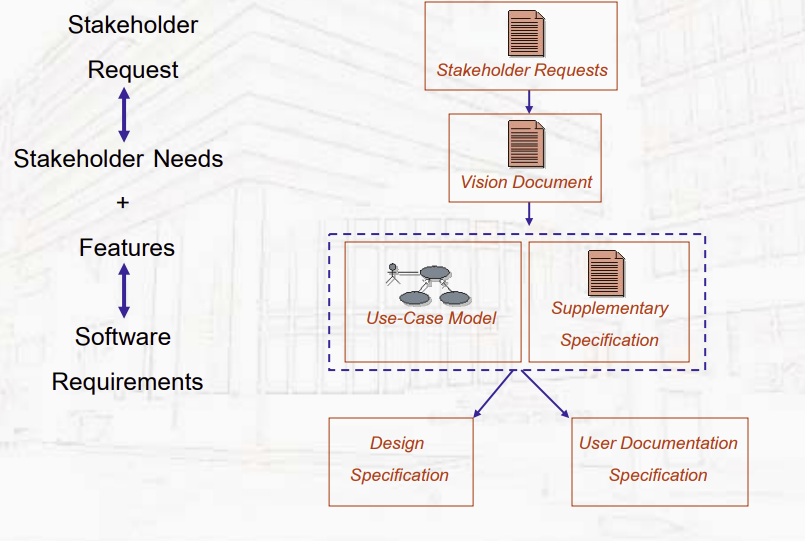 Stakeholder
Request
Stakeholder Needs
+
Features
Software
Requirements
Stakeholder Requests
Vision Document
Use-Case Model
Supplementary
Specification
Design
Specification
User Documentation
Specification